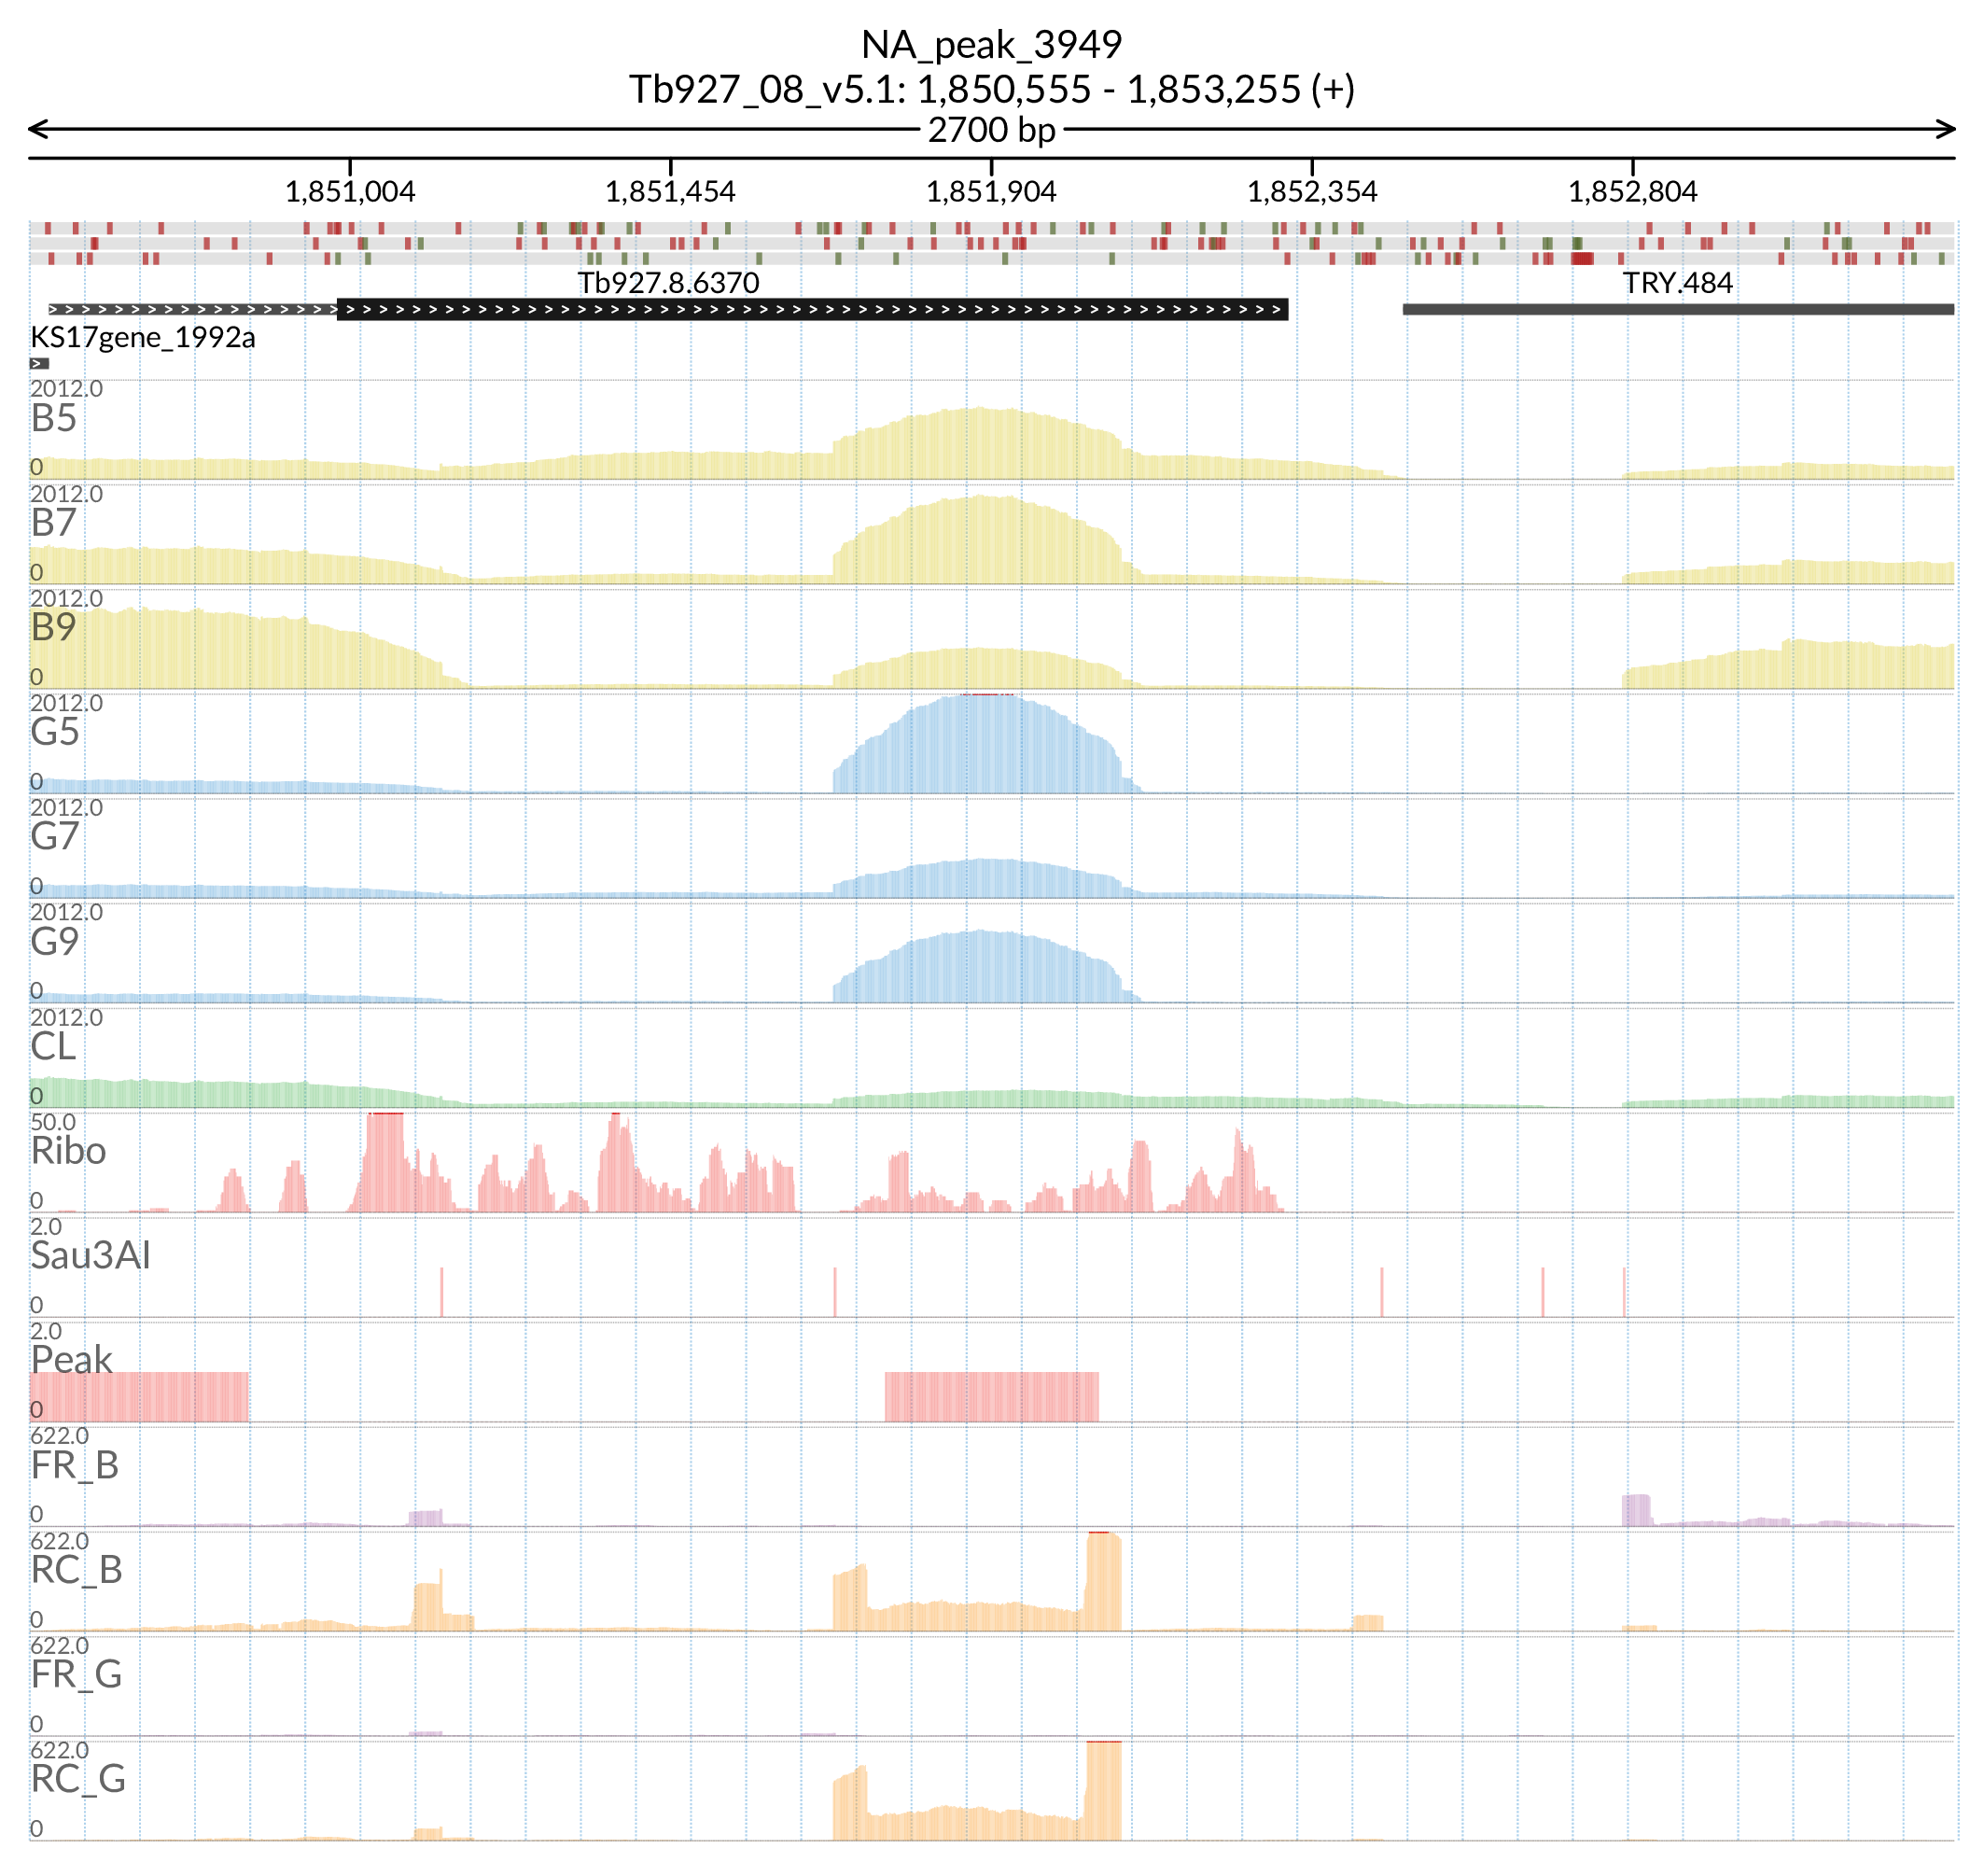 NA_peak_3949
Tb927_08_v5.1: 1,850,555 - 1,853,255 (+)
2700 bp
1,851,004 1,851,454 1,851,904 1,852,354 1,852,804
Tb927.8.6370 TRY.484
KS17gene_1992a
2012.0
B5
0
2012.0
B7
0
2012.0
B9
0
2012.0
G5
0
2012.0
G7
0
2012.0
G9
0
2012.0
CL
0
50.0
Ribo
0
2.0
Sau3AI
0
2.0
Peak
0
622.0
FR_B
0
622.0
RC_B
0
622.0
FR_G
0
622.0
RC_G
0